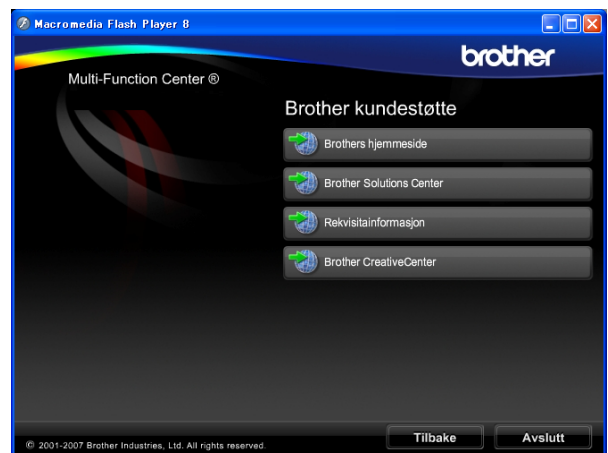 Macromedia Flash Player 8
brother
Multi-Function Center ®
Brother kundestøtte
Brothers hjemmeside
Brother Solutions Center
Rekvisitainformasjon
Brother CreativeCenter
© 2001-2007 Brother Industries, Ltd. All rights reserved.
Tilbake
Avslutt